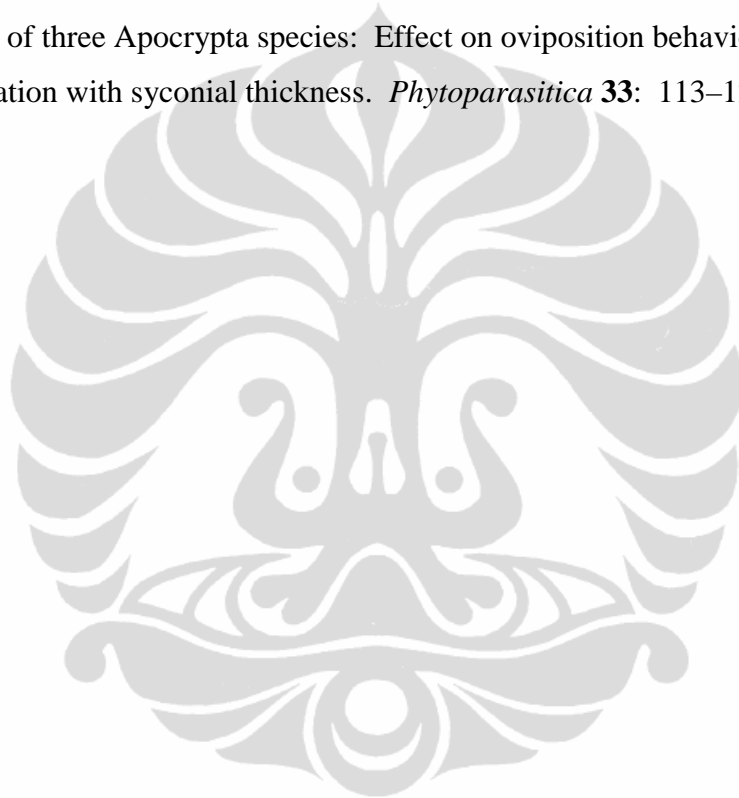 of three Apocrypta species: Effect on oviposition behavi
ation with syconial thickness. Phytoparasitica 33: 113–1